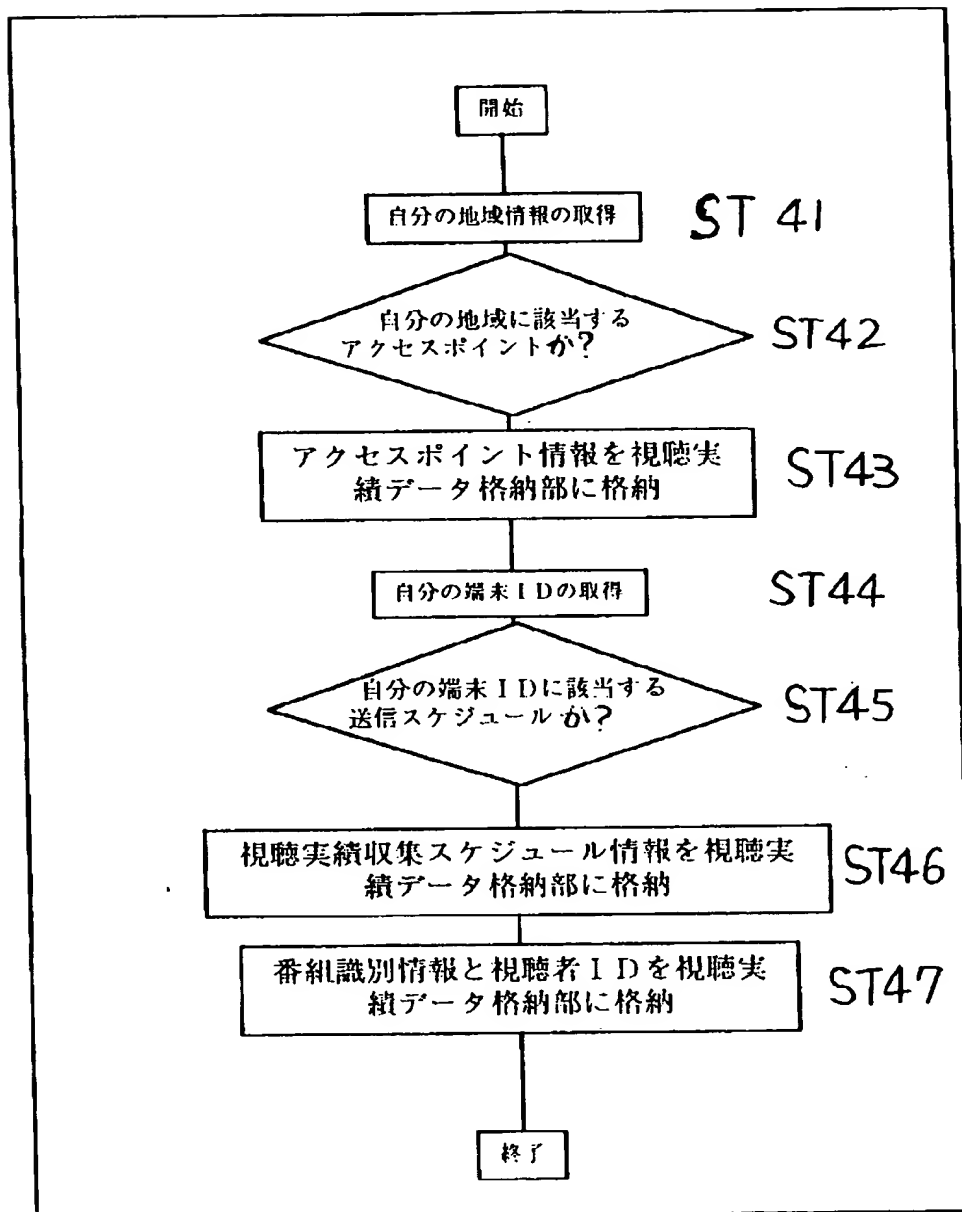 開始
自分の地域情報の取得
ST 41
自分の地域に該当する
アクセスポイントか?
ST42
アクセスポイント情報を視聴実
績データ格納部に格納
ST43
自分の端末IDの取得
ST44
自分の端末IDに該当する
送信スケジュールか?
ST45
視聴実績収集スケジュール情報を視聴実
績データ格納部に格納
ST46
番組識別情報と視聴者IDを視聴実
績データ格納部に格納
ST47
終了